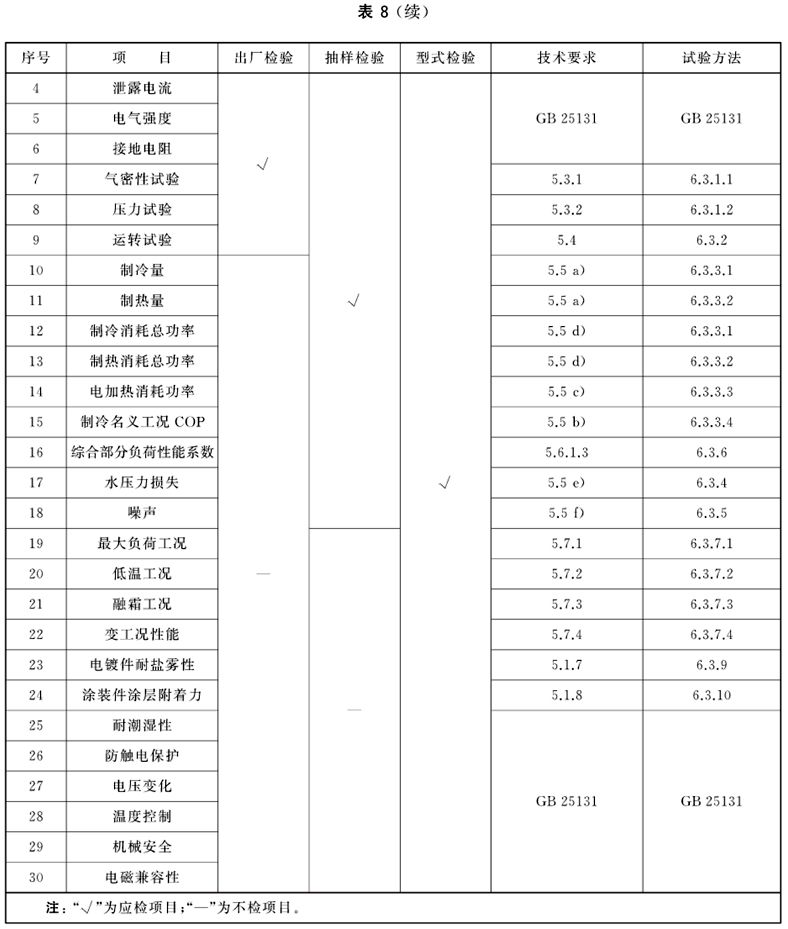 表 8（续）
序号 项 目 出厂检验 抽样检验 型式检验 技术要求 试验方法
4 泄露电流
5 电气强度 GB 25131 GB 25131
6 接地电阻
√
7 气密性试验 5.3.1 6.3.1.1
8 压力试验 5.3.2 6.3.1.2
9 运转试验 5.4 6.3.2
10 制冷量 5.5 a） 6.3.3.1
11 制热量 √ 5.5 a） 6.3.3.2
12 制冷消耗总功率 5.5 d） 6.3.3.1
13 制热消耗总功率 5.5 d） 6.3.3.2
14 电加热消耗功率 5.5 c） 6.3.3.3
15 制冷名义工况 COP 5.5 b） 6.3.3.4
16 综合部分负荷性能系数 5.6.1.3 6.3.6
17 水压力损失 √ 5.5 e） 6.3.4
18 噪声 5.5 f） 6.3.5
19 最大负荷工况 5.7.1 6.3.7.1
20 低温工况 — 5.7.2 6.3.7.2
21 融霜工况 5.7.3 6.3.7.3
22 变工况性能 5.7.4 6.3.7.4
23 电镀件耐盐雾性 5.1.7 6.3.9
24 涂装件涂层附着力 5.1.8 6.3.10
—
25 耐潮湿性
26 防触电保护
27 电压变化
GB 25131 GB 25131
28 温度控制
29 机械安全
30 电磁兼容性
注：“√”为应检项目；“—”为不检项目。